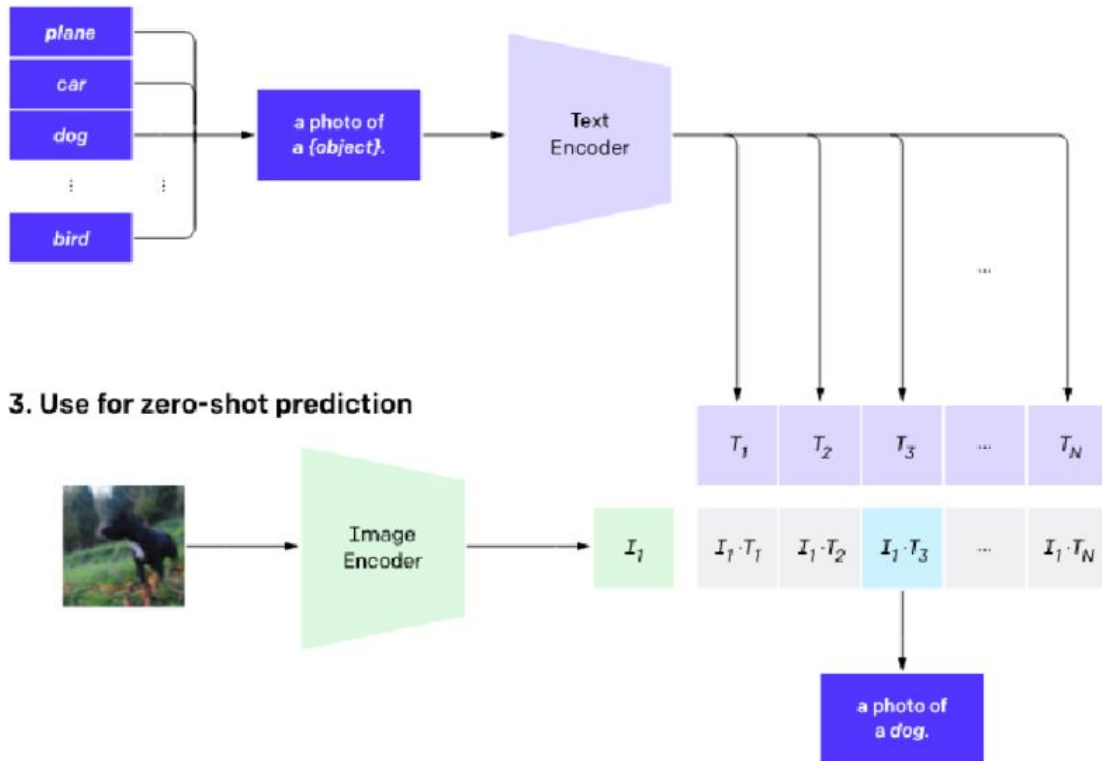 plane
car
dog
⋮ ⋮
bird
a photo of
a {object}.
Text
Encoder
...
3. Use for zero-shot prediction
T1 T2 T3 ... TN
Image
Encoder
I1
I1·T1 I1·T2 I1·T3 ... I1·TN
a photo of
a dog.